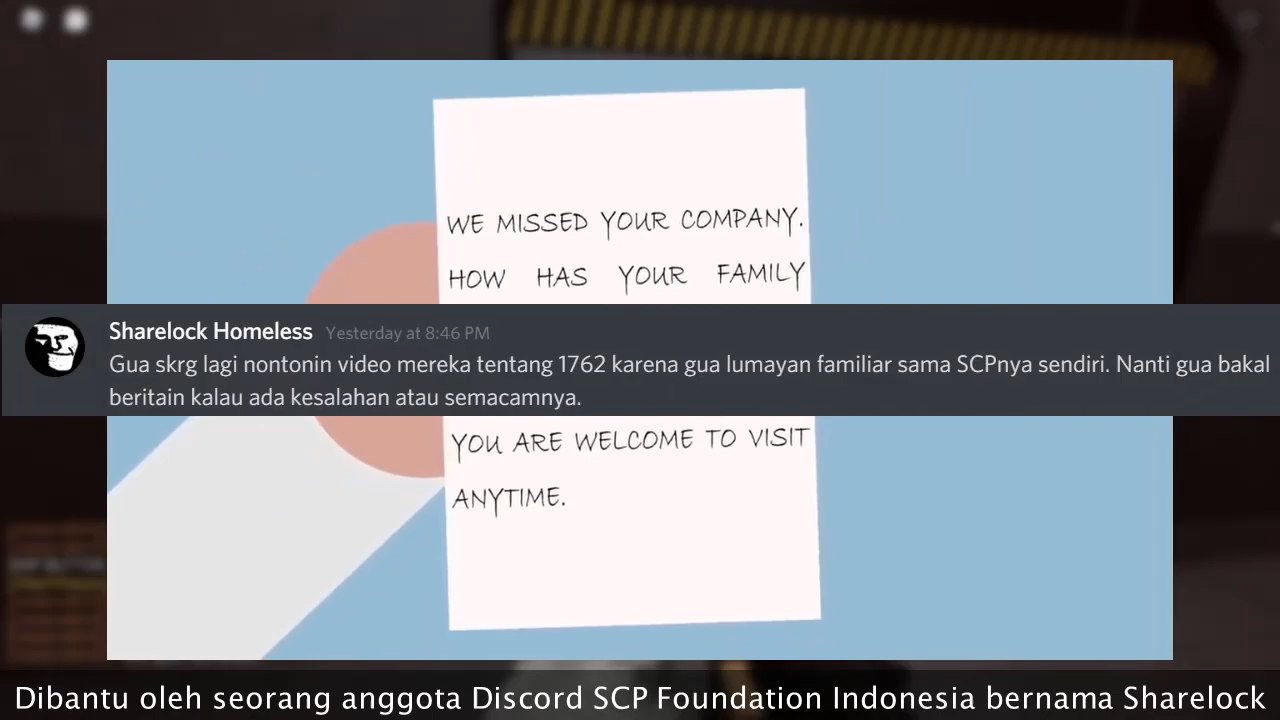 WE MISSED YOUR COMPANY.
HOW HAS YOUR FAMILY
Sharelock Homeless Yesterday at 8:46 PM
Gua skrg lagi nontonin video mereka tentang 1762 karena gua lumayan familiar sama SCPnya sendiri. Nanti gua bakal
beritain kalau ada kesalahan atau semacamnya.
YOU ARE WELCOME TO VISIT
ANYTIME.
Dibantu oleh seorang anggota Discord SCP Foundation Indonesia bernama Sharelock